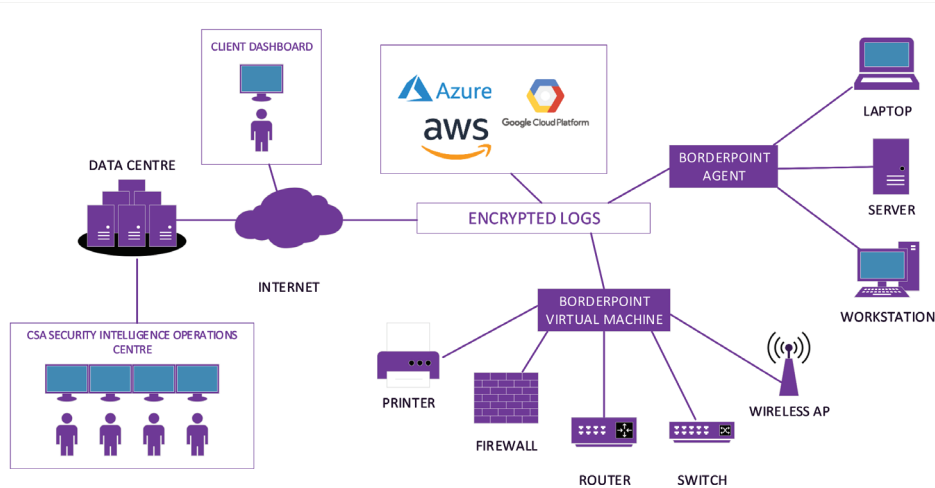 CLIENT DASHBOARD
Azure
aws
Google Cloud Platform
LAPTOP
DATA CENTRE
BORDERPOINT
AGENT
SERVER
ENCRYPTED LOGS
INTERNET
BORDERPOINT
VIRTUAL MACHINE
WORKSTATION
CSA SECURITY INTELLIGENCE OPERATIONS
CENTRE
PRINTER
WIRELESS AP
FIREWALL
ROUTER
SWITCH